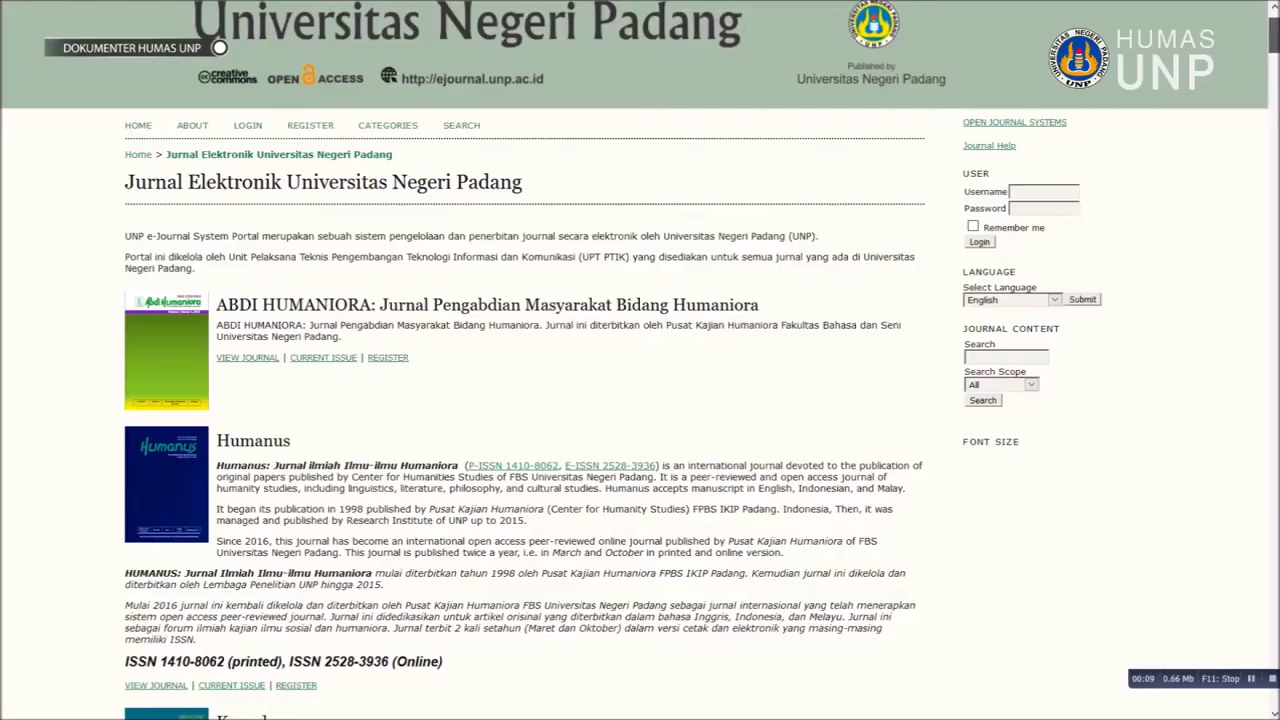 Universitas Negeri Padang
DOKUMENTER HUMAS UNP
HUMAS
UNP
creative commons
OPEN ACCESS
http://ejournal.unp.ac.id
Published by
Universitas Negeri Padang
HOME ABOUT LOGIN REGISTER CATEGORIES SEARCH
Home > Jurnal Elektronik Universitas Negeri Padang
Jurnal Elektronik Universitas Negeri Padang
UNP e-Journal System Portal merupakan sebuah sistem pengelolaan dan penerbitan journal secara elektronik oleh Universitas Negeri Padang (UNP).
Portal ini dikelola oleh Unit Pelaksana Teknis Pengembangan Teknologi Informasi dan Komunikasi (UPT PTIK) yang disediakan untuk semua jurnal yang ada di Universitas
Negeri Padang.
Abdi Humaniora
ABDI HUMANIORA: Jurnal Pengabdian Masyarakat Bidang Humaniora
ABDI HUMANIORA: Jurnal Pengabdian Masyarakat Bidang Humaniora. Jurnal ini diterbitkan oleh Pusat Kajian Humaniora Fakultas Bahasa dan Seni
Universitas Negeri Padang.
VIEW JOURNAL | CURRENT ISSUE | REGISTER
Humanus
Humanus
Humanus: Jurnal ilmiah Ilmu-ilmu Humaniora (P-ISSN 1410-8062, E-ISSN 2528-3936) is an international journal devoted to the publication of
original papers published by Center for Humanities Studies of FBS Universitas Negeri Padang. It is a peer-reviewed and open access journal of
humanity studies, including linguistics, literature, philosophy, and cultural studies. Humanus accepts manuscript in English, Indonesian, and Malay.
It began its publication in 1998 published by Pusat Kajian Humaniora (Center for Humanity Studies) FPBS IKIP Padang. Indonesia, Then, it was
managed and published by Research Institute of UNP up to 2015.
Since 2016, this journal has become an international open access peer-reviewed online journal published by Pusat Kajian Humaniora of FBS
Universitas Negeri Padang. This journal is published twice a year, i.e. in March and October in printed and online version.
HUMANUS: Jurnal Ilmiah Ilmu-ilmu Humaniora mulai diterbitkan tahun 1998 oleh Pusat Kajian Humaniora FPBS IKIP Padang. Kemudian jurnal ini dikelola dan
diterbitkan oleh Lembaga Penelitian UNP hingga 2015.
Mulai 2016 jurnal ini kembali dikelola dan diterbitkan oleh Pusat Kajian Humaniora FBS Universitas Negeri Padang sebagai jurnal internasional yang telah menerapkan
sistem open access peer-reviewed journal. Jurnal ini didedikasikan untuk artikel orisinal yang diterbitkan dalam bahasa Inggris, Indonesia, dan Melayu. Jurnal ini
sebagai forum ilmiah kajian ilmu sosial dan humaniora. Jurnal terbit 2 kali setahun (Maret dan Oktober) dalam versi cetak dan elektronik yang masing-masing
memiliki ISSN.
ISSN 1410-8062 (printed), ISSN 2528-3936 (Online)
VIEW JOURNAL | CURRENT ISSUE | REGISTER
OPEN JOURNAL SYSTEMS
Journal Help
USER
Username
Password
Remember me
Login
LANGUAGE
Select Language
English Submit
JOURNAL CONTENT
Search
Search Scope
All
Search
FONT SIZE
00:09 0.66 Mb F11: Stop